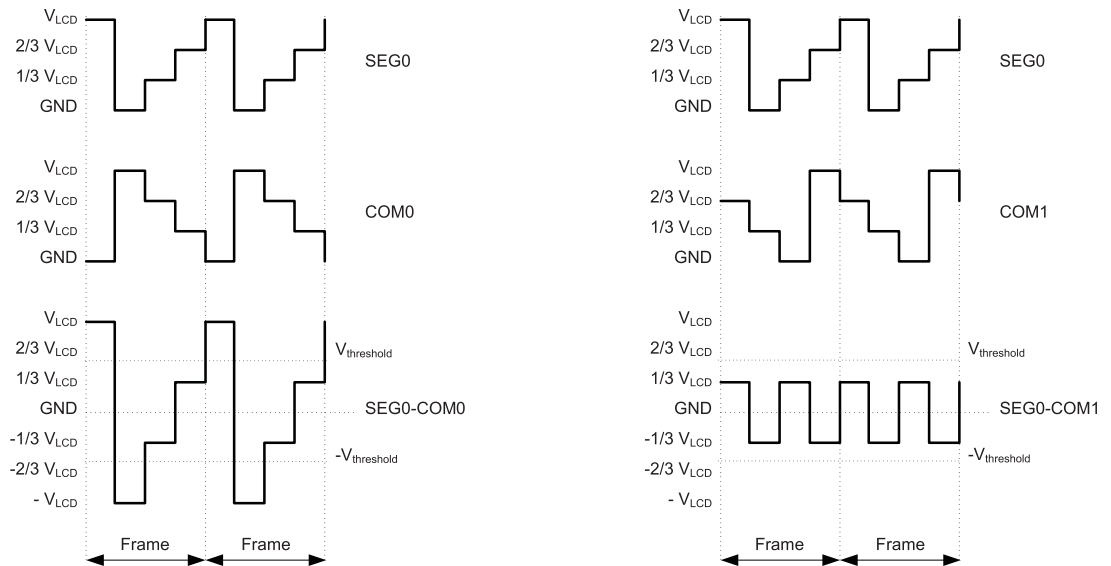 VLCD
2/3 VLCD
1/3 VLCD
GND
SEG0
VLCD
2/3 VLCD
1/3 VLCD
GND
COM0
VLCD
2/3 VLCD
1/3 VLCD
GND
-1/3 VLCD
-2/3 VLCD
- VLCD
Vthreshold
SEG0-COM0
-Vthreshold
Frame
Frame
VLCD
2/3 VLCD
1/3 VLCD
GND
SEG0
VLCD
2/3 VLCD
1/3 VLCD
GND
COM1
VLCD
2/3 VLCD
1/3 VLCD
GND
-1/3 VLCD
-2/3 VLCD
- VLCD
Vthreshold
SEG0-COM1
-Vthreshold
Frame
Frame